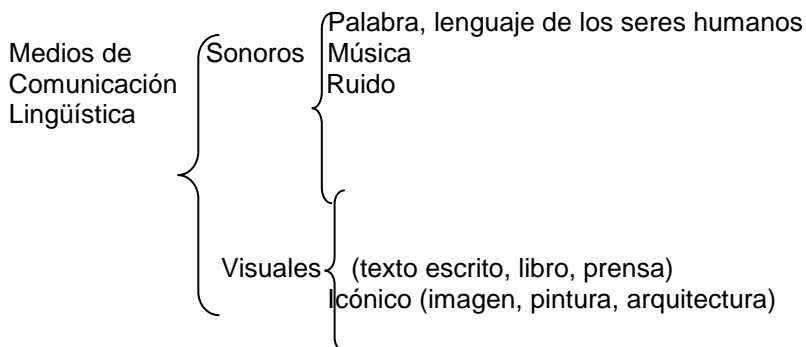 Palabra, lenguaje de los seres humanos
Medios de Sonoros Música
Comunicación Ruido
Lingüística
Visuales (texto escrito, libro, prensa)
Icónico (imagen, pintura, arquitectura)